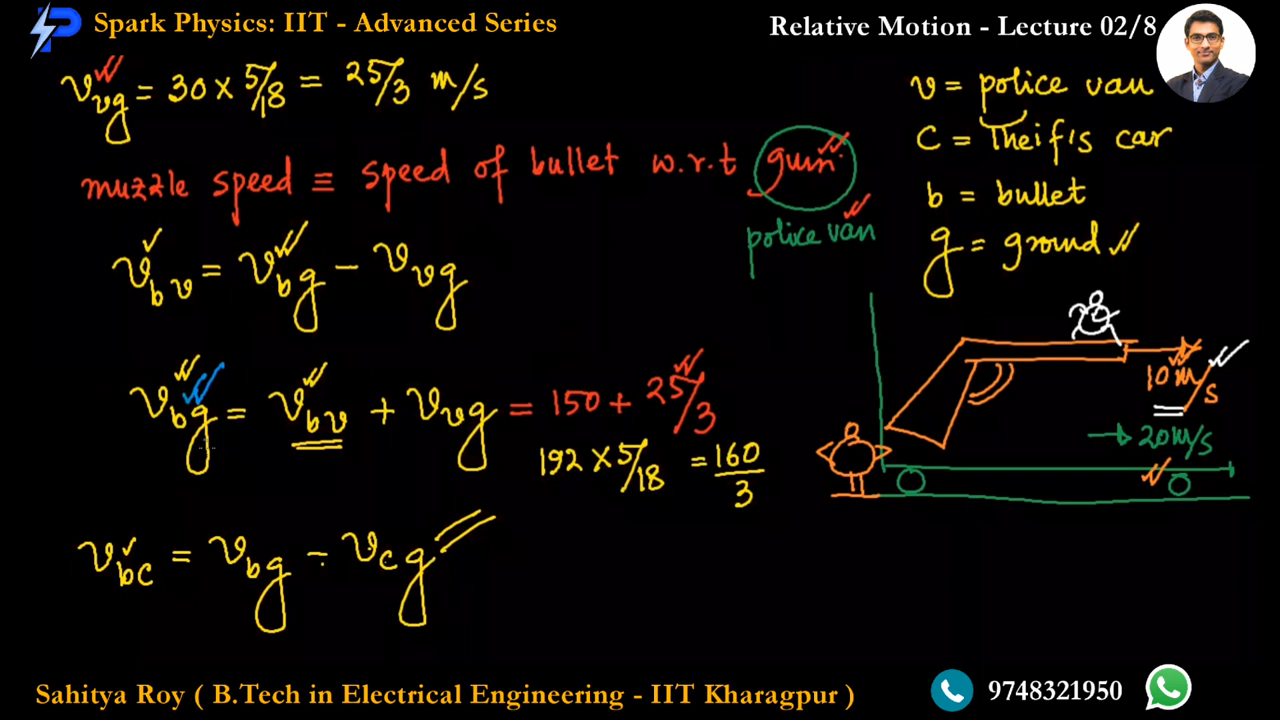 Spark Physics: IIT - Advanced Series
Relative Motion - Lecture 02/8
v_vg = 30 × 5/18 = 25/3 m/s
v = police van
c = Theif's car
b = bullet
g = ground
muzzle speed ≡ speed of bullet w.r.t gun.
police van
v_bv = v_bg − v_vg
v_bg = v_bv + v_vg = 150 + 25/3
192 × 5/18 = 160/3
v_bc = v_bg − v_cg
10 m/s
→ 20 m/s
Sahitya Roy ( B.Tech in Electrical Engineering - IIT Kharagpur )
9748321950